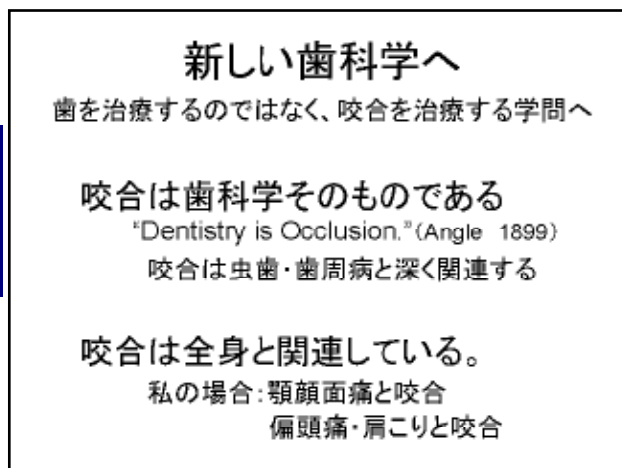 新しい歯科学へ
歯を治療するのではなく、咬合を治療する学問へ
咬合は歯科学そのものである
“Dentistry is Occlusion.”(Angle 1899)
咬合は虫歯・歯周病と深く関連する
咬合は全身と関連している。
私の場合:顎顔面痛と咬合
偏頭痛・肩こりと咬合